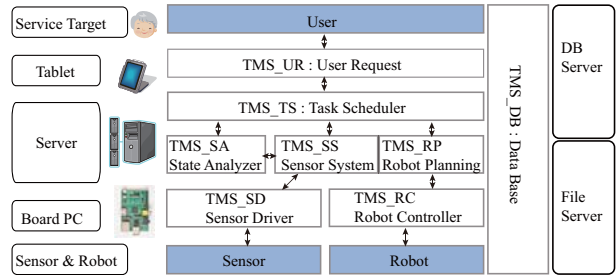 Service Target
User
Tablet
TMS_UR : User Request
TMS_TS : Task Scheduler
Server
TMS_SA
State Analyzer
TMS_SS
Sensor System
TMS_RP
Robot Planning
Board PC
TMS_SD
Sensor Driver
TMS_RC
Robot Controller
Sensor & Robot
Sensor
Robot
TMS_DB : Data Base
DB
Server
File
Server